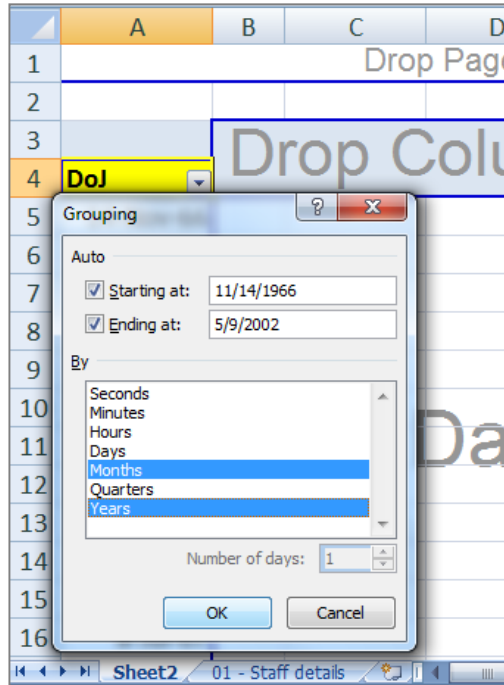 A B C D
1 Drop Page
2
3 Drop Colu
4 DoJ
5 Grouping
6 Auto
7 Starting at: 11/14/1966
8 Ending at: 5/9/2002
9 By
10 Seconds
Minutes
Hours
11 Days Da
Months
12 Quarters
13 Years
14 Number of days: 1
15 OK Cancel
16
Sheet2 01 - Staff details